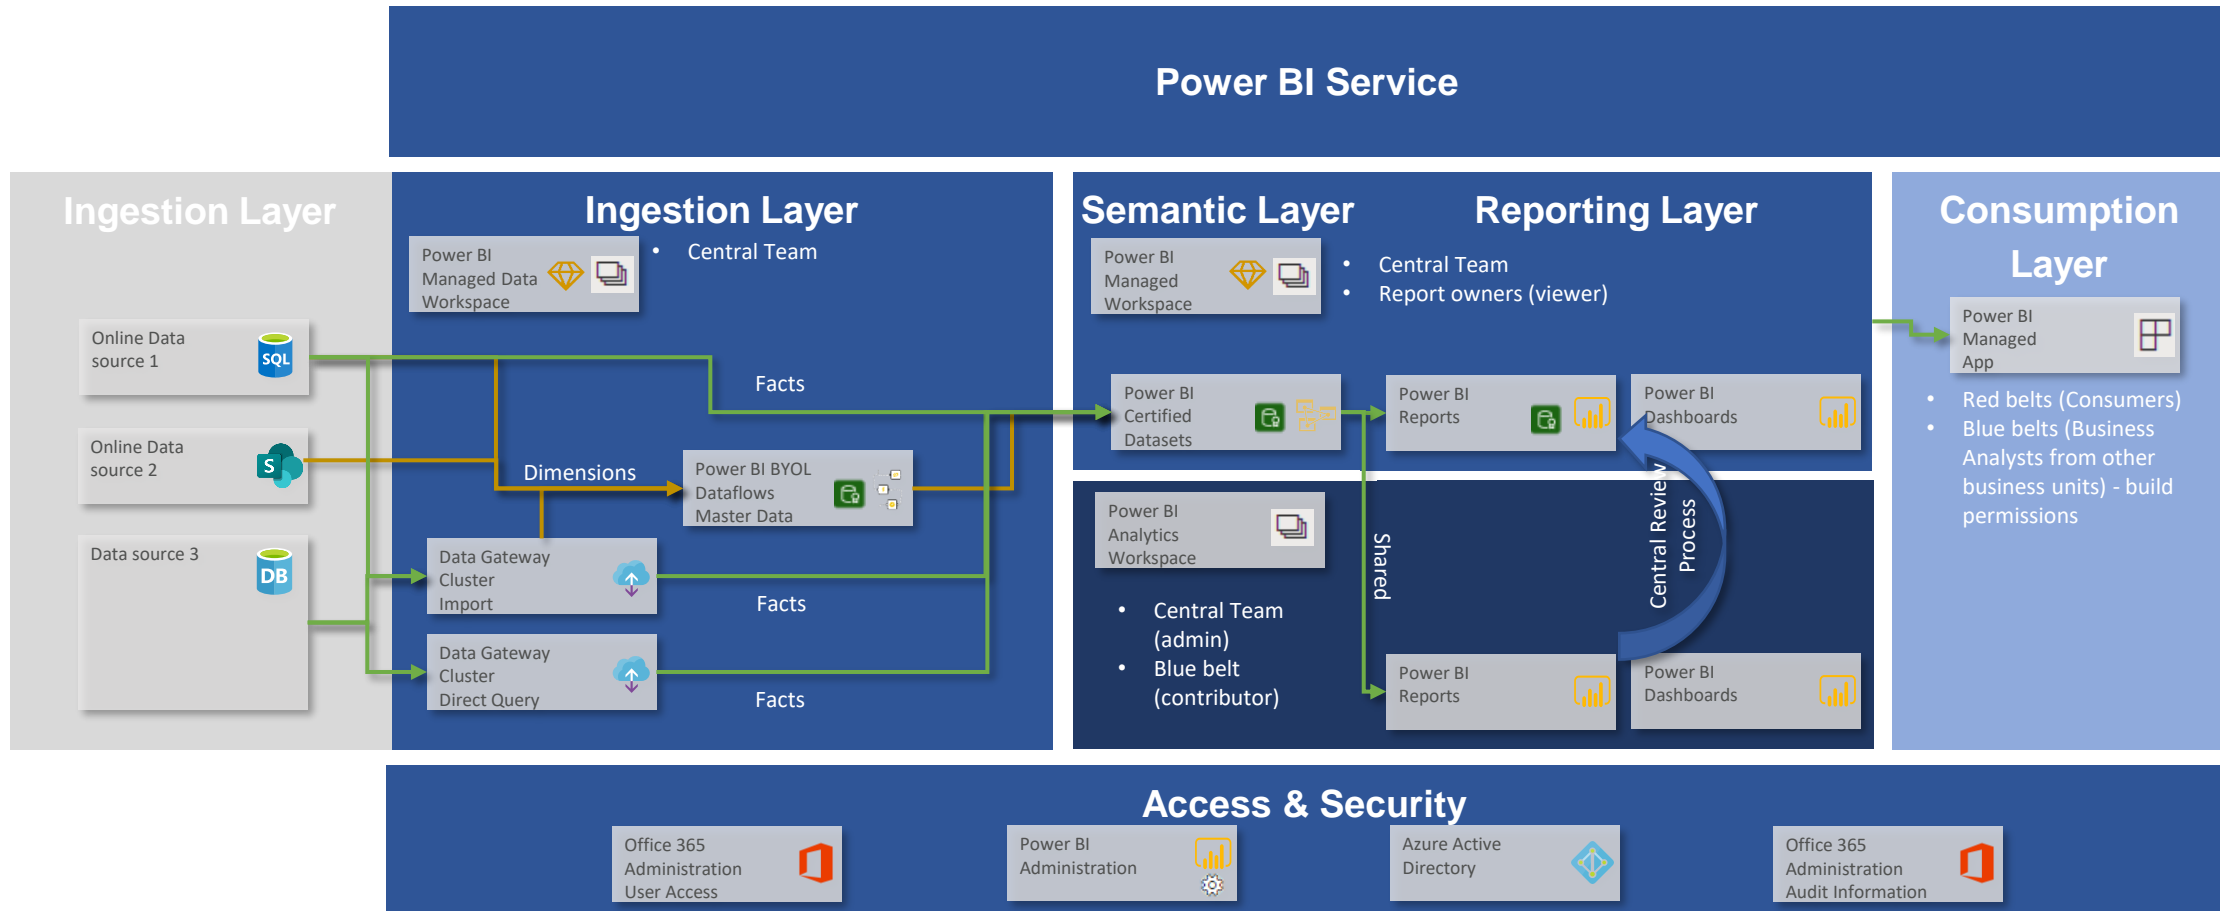 Power BI Service
Ingestion Layer
Ingestion Layer
Power BI
Managed Data
Workspace
• Central Team
Semantic Layer
Reporting Layer
Power BI
Managed
Workspace
• Central Team
• Report owners (viewer)
Consumption
Layer
Online Data
source 1
SQL
Online Data
source 2
S
Data source 3
DB
Facts
Dimensions
Power BI BYOL
Dataflows
Master Data
Data Gateway
Cluster
Import
Facts
Data Gateway
Cluster
Direct Query
Facts
Power BI
Certified
Datasets
Power BI
Reports
Power BI
Dashboards
Power BI
Analytics
Workspace
• Central Team
(admin)
• Blue belt
(contributor)
Shared
Central Review
Process
Power BI
Reports
Power BI
Dashboards
Power BI
Managed
App
• Red belts (Consumers)
• Blue belts (Business
Analysts from other
business units) - build
permissions
Access & Security
Office 365
Administration
User Access
Power BI
Administration
Azure Active
Directory
Office 365
Administration
Audit Information